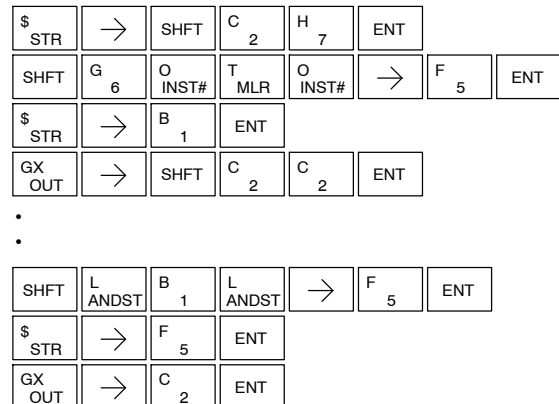 $ STR → SHFT C 2 H 7 ENT
SHFT G 6 O INST# T MLR O INST# → F 5 ENT
$ STR → B 1 ENT
GX OUT → SHFT C 2 C 2 ENT
•
•
SHFT L ANDST B 1 L ANDST → F 5 ENT
$ STR → F 5 ENT
GX OUT → C 2 ENT